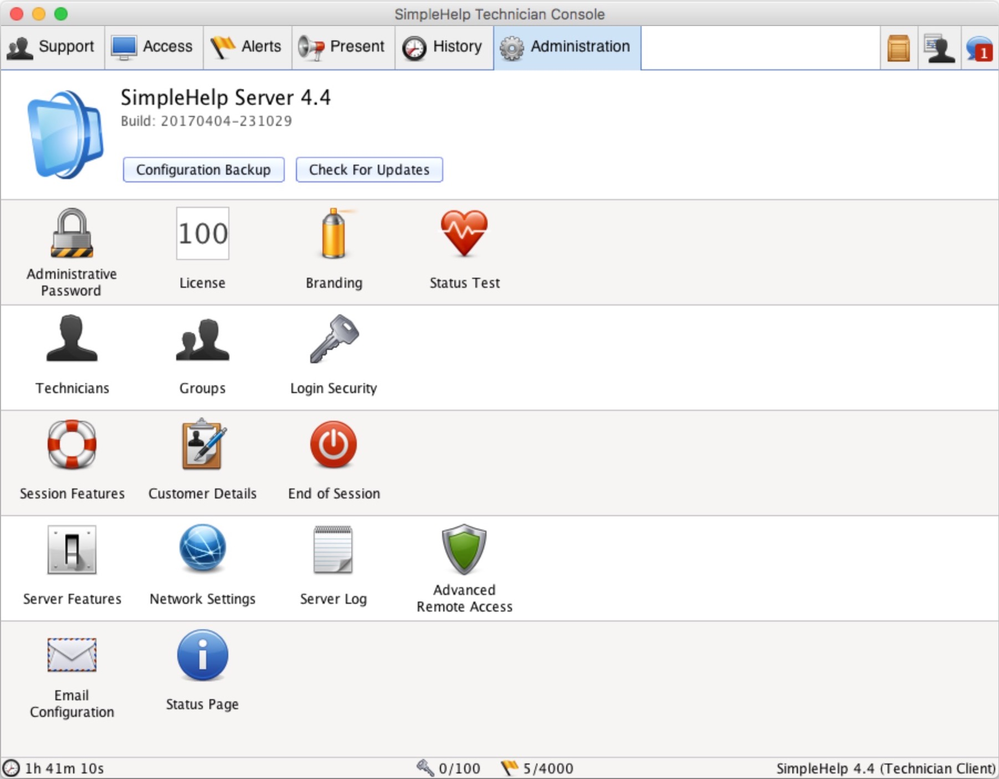 SimpleHelp Technician Console
Support
Access
Alerts
Present
History
Administration
1
SimpleHelp Server 4.4
Build: 20170404-231029
Configuration Backup
Check For Updates
100
Administrative
Password
License
Branding
Status Test
Technicians
Groups
Login Security
Session Features
Customer Details
End of Session
Server Features
Network Settings
Server Log
Advanced
Remote Access
Email
Configuration
Status Page
1h 41m 10s
0/100
5/4000
SimpleHelp 4.4 (Technician Client)